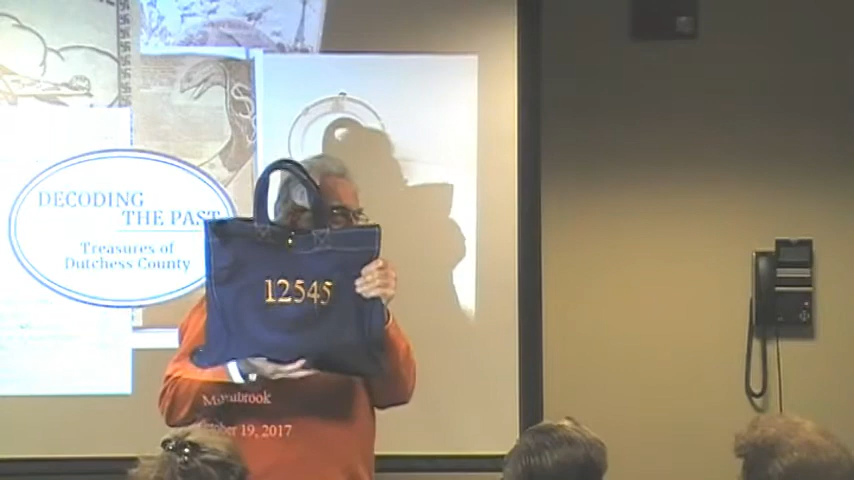 DECODING
THE PAST
Treasures of
Dutchess County
12545
Millbrook
October 19, 2017